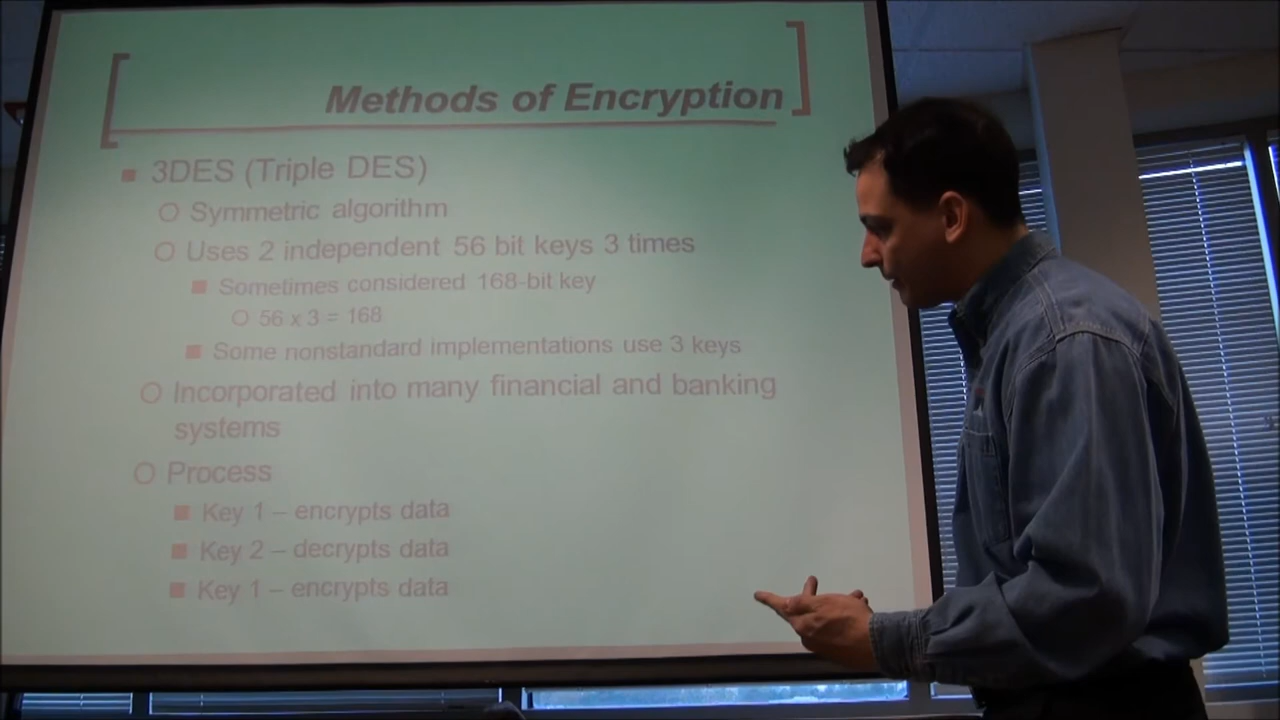 Methods of Encryption
3DES (Triple DES)
Symmetric algorithm
Uses 2 independent 56 bit keys 3 times
Sometimes considered 168-bit key
56 x 3 = 168
Some nonstandard implementations use 3 keys
Incorporated into many financial and banking
systems
Process
Key 1 – encrypts data
Key 2 – decrypts data
Key 1 – encrypts data